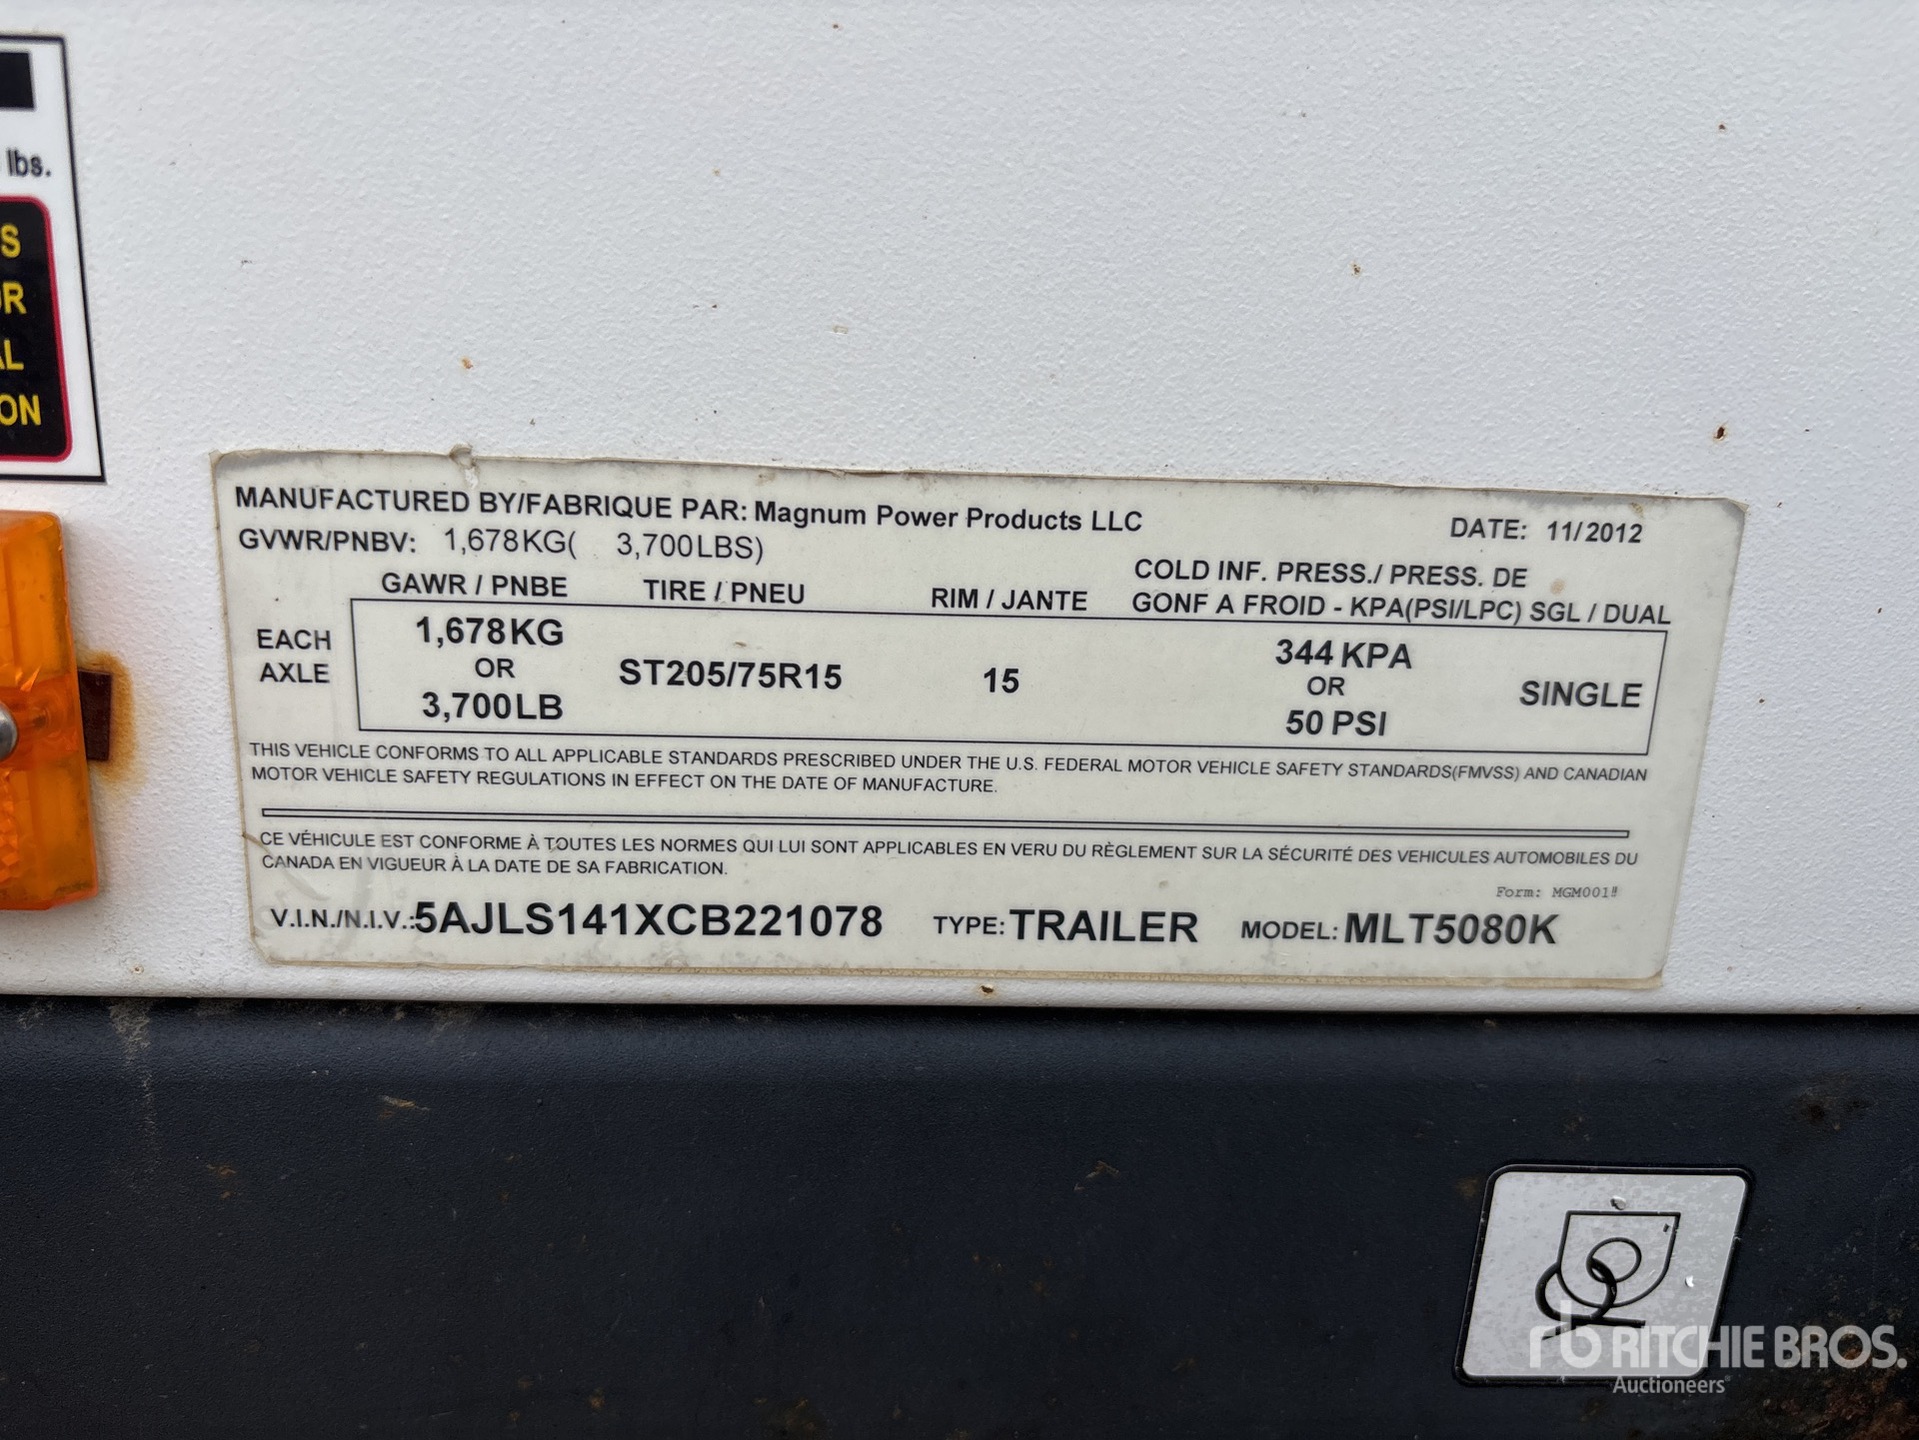 lbs.
S
OR
AL
ON
MANUFACTURED BY/FABRIQUE PAR: Magnum Power Products LLC
DATE: 11/2012
GVWR/PNBV: 1,678KG( 3,700LBS)
GAWR / PNBE TIRE / PNEU RIM / JANTE COLD INF. PRESS./ PRESS. DE
GONF A FROID - KPA(PSI/LPC) SGL / DUAL
EACH
AXLE
1,678KG
OR
3,700LB
ST205/75R15
15
344 KPA
OR
50 PSI
SINGLE
THIS VEHICLE CONFORMS TO ALL APPLICABLE STANDARDS PRESCRIBED UNDER THE U.S. FEDERAL MOTOR VEHICLE SAFETY STANDARDS(FMVSS) AND CANADIAN
MOTOR VEHICLE SAFETY REGULATIONS IN EFFECT ON THE DATE OF MANUFACTURE.
CE VÉHICULE EST CONFORME À TOUTES LES NORMES QUI LUI SONT APPLICABLES EN VERU DU RÈGLEMENT SUR LA SÉCURITÉ DES VEHICULES AUTOMOBILES DU
CANADA EN VIGUEUR À LA DATE DE SA FABRICATION.
Form: MGM001
V.I.N./N.I.V.:5AJLS141XCB221078 TYPE: TRAILER MODEL: MLT5080K
rb RITCHIE BROS.
Auctioneers